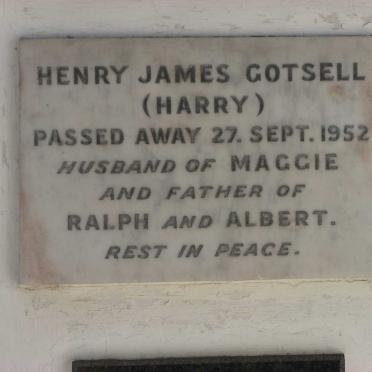 HENRY JAMES GOTSELL
(HARRY)
PASSED AWAY 27. SEPT. 1952
HUSBAND OF MAGGIE
AND FATHER OF
RALPH AND ALBERT.
REST IN PEACE.